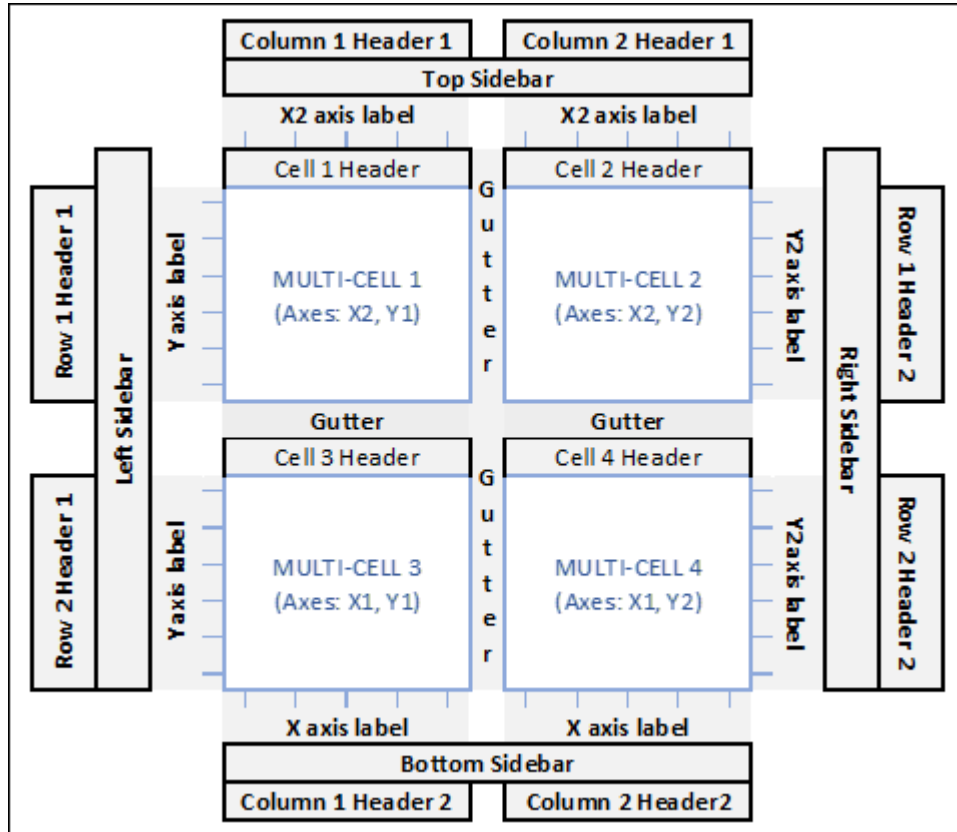 Column 1 Header 1
Column 2 Header 1
Top Sidebar
X2 axis label
X2 axis label
Cell 1 Header
Cell 2 Header
Row 1 Header 1
Left Sidebar
Y axis label
MULTI-CELL 1
(Axes: X2, Y1)
Gutter
MULTI-CELL 2
(Axes: X2, Y2)
Y2 axis label
Right Sidebar
Row 1 Header 2
Gutter
Gutter
Cell 3 Header
Cell 4 Header
Row 2 Header 1
Y axis label
MULTI-CELL 3
(Axes: X1, Y1)
Gutter
MULTI-CELL 4
(Axes: X1, Y2)
Y2 axis label
Row 2 Header 2
X axis label
X axis label
Bottom Sidebar
Column 1 Header 2
Column 2 Header2